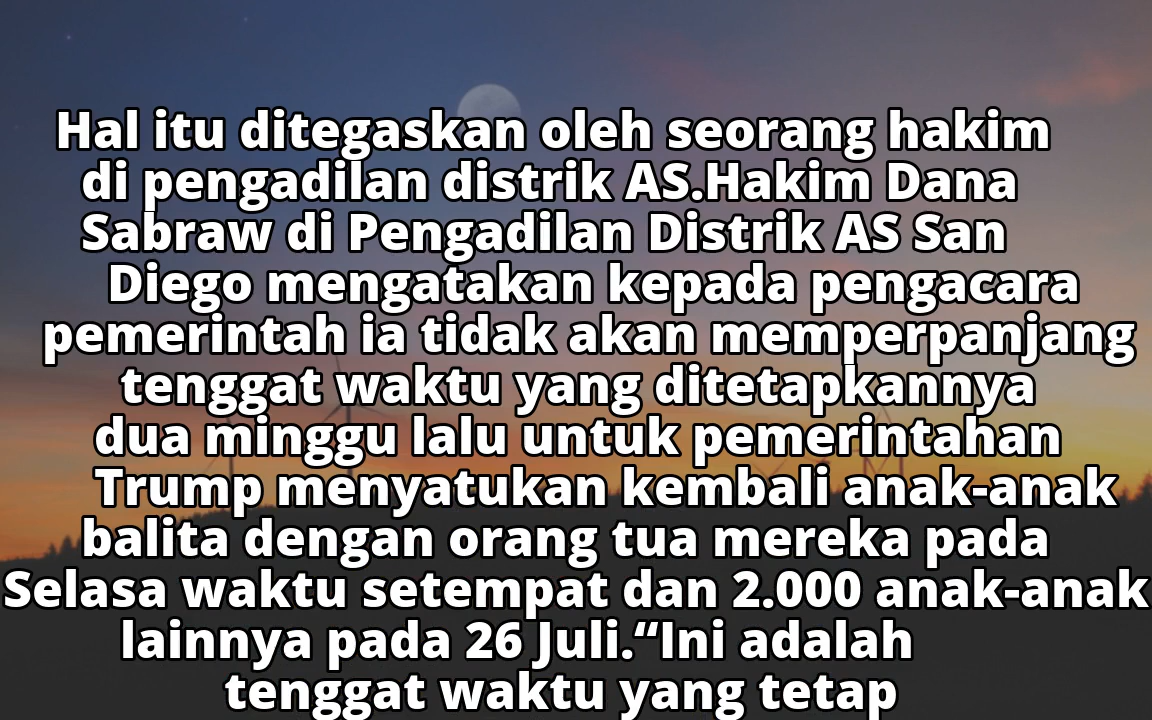 Hal itu ditegaskan oleh seorang hakim
di pengadilan distrik AS.Hakim Dana
Sabraw di Pengadilan Distrik AS San
Diego mengatakan kepada pengacara
pemerintah ia tidak akan memperpanjang
tenggat waktu yang ditetapkannya
dua minggu lalu untuk pemerintahan
Trump menyatukan kembali anak-anak
balita dengan orang tua mereka pada
Selasa waktu setempat dan 2.000 anak-anak
lainnya pada 26 Juli.“Ini adalah
tenggat waktu yang tetap